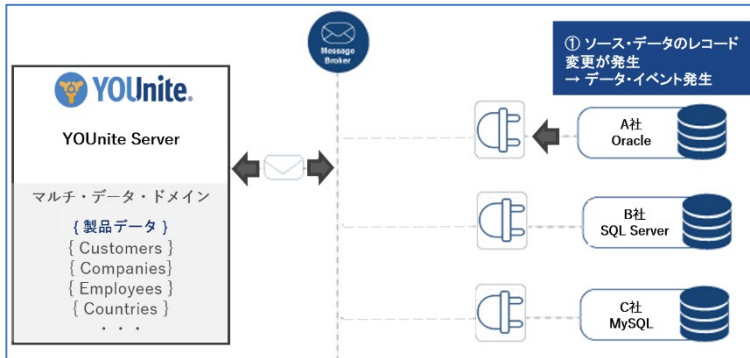 YOUnite®
YOUnite Server
マルチ・データ・ドメイン
{ 製品データ }
{ Customers }
{ Companies}
{ Employees }
{ Countries }
・・・
Message
Broker
① ソース・データのレコード
変更が発生
→ データ・イベント発生
A社
Oracle
B社
SQL Server
C社
MySQL